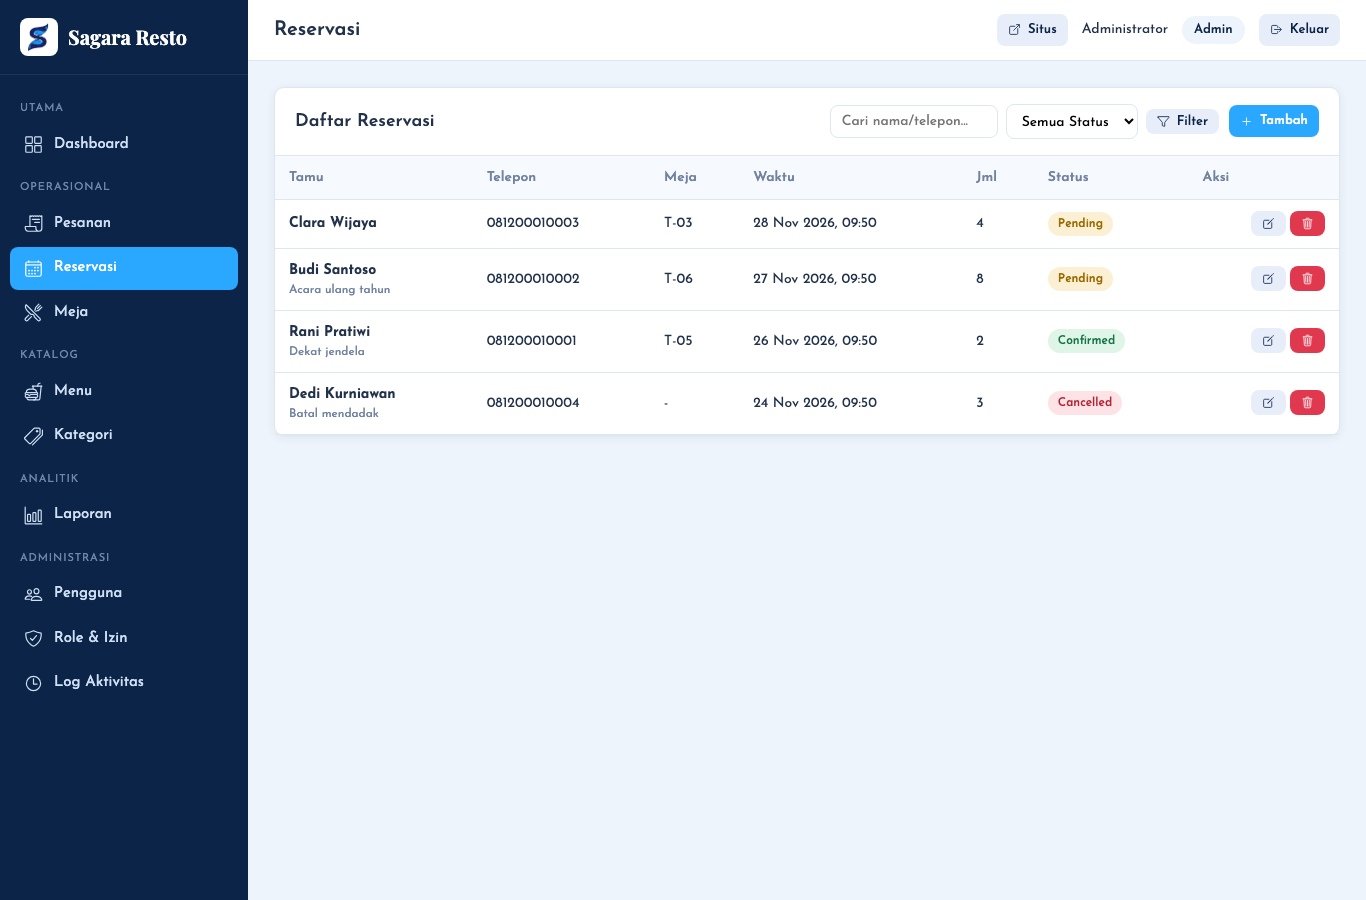 Sagara Resto
UTAMA
Dashboard
OPERASIONAL
Pesanan
Reservasi
Meja
KATALOG
Menu
Kategori
ANALITIK
Laporan
ADMINISTRASI
Pengguna
Role & Izin
Log Aktivitas
Reservasi
Situs Administrator Admin Keluar
Daftar Reservasi
Cari nama/telepon... Semua Status Filter + Tambah
Tamu Telepon Meja Waktu Jml Status Aksi
Clara Wijaya 081200010003 T-03 28 Nov 2026, 09:50 4 Pending
Budi Santoso 081200010002 T-06 27 Nov 2026, 09:50 8 Pending
Acara ulang tahun
Rani Pratiwi 081200010001 T-05 26 Nov 2026, 09:50 2 Confirmed
Dekat jendela
Dedi Kurniawan 081200010004 - 24 Nov 2026, 09:50 3 Cancelled
Batal mendadak